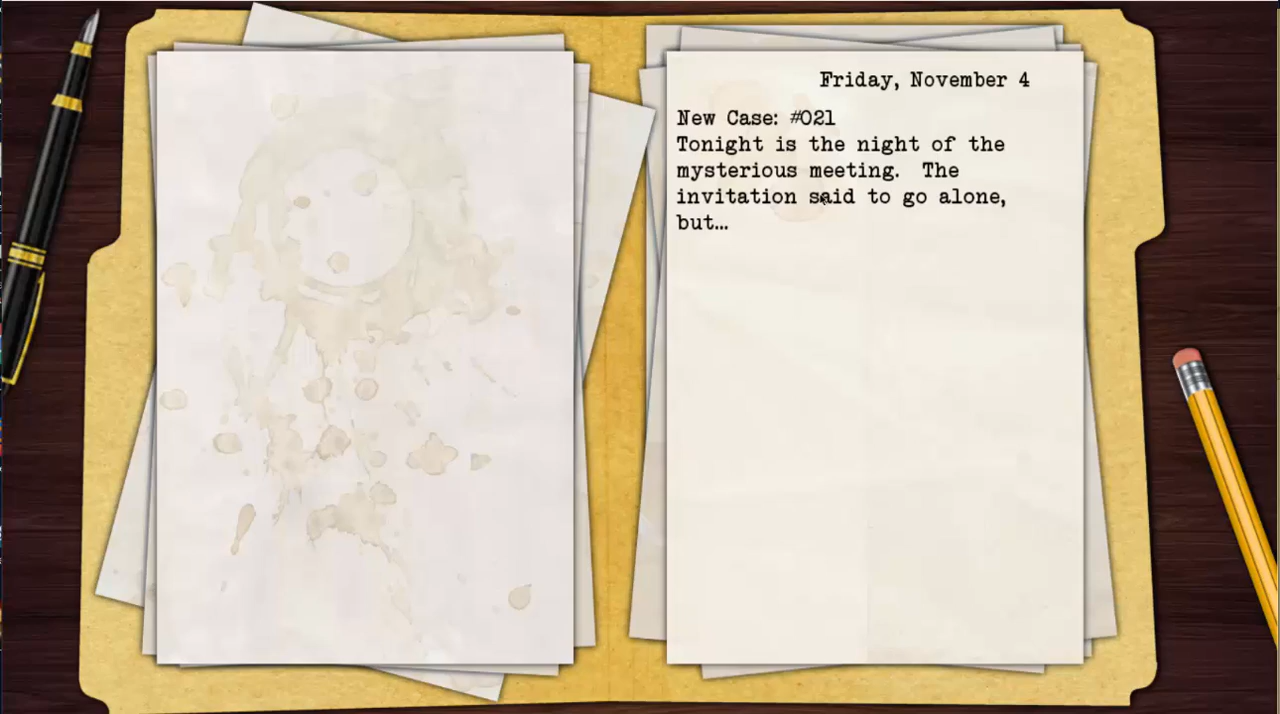 Friday, November 4
New Case: #021
Tonight is the night of the
mysterious meeting.  The
invitation said to go alone,
but...